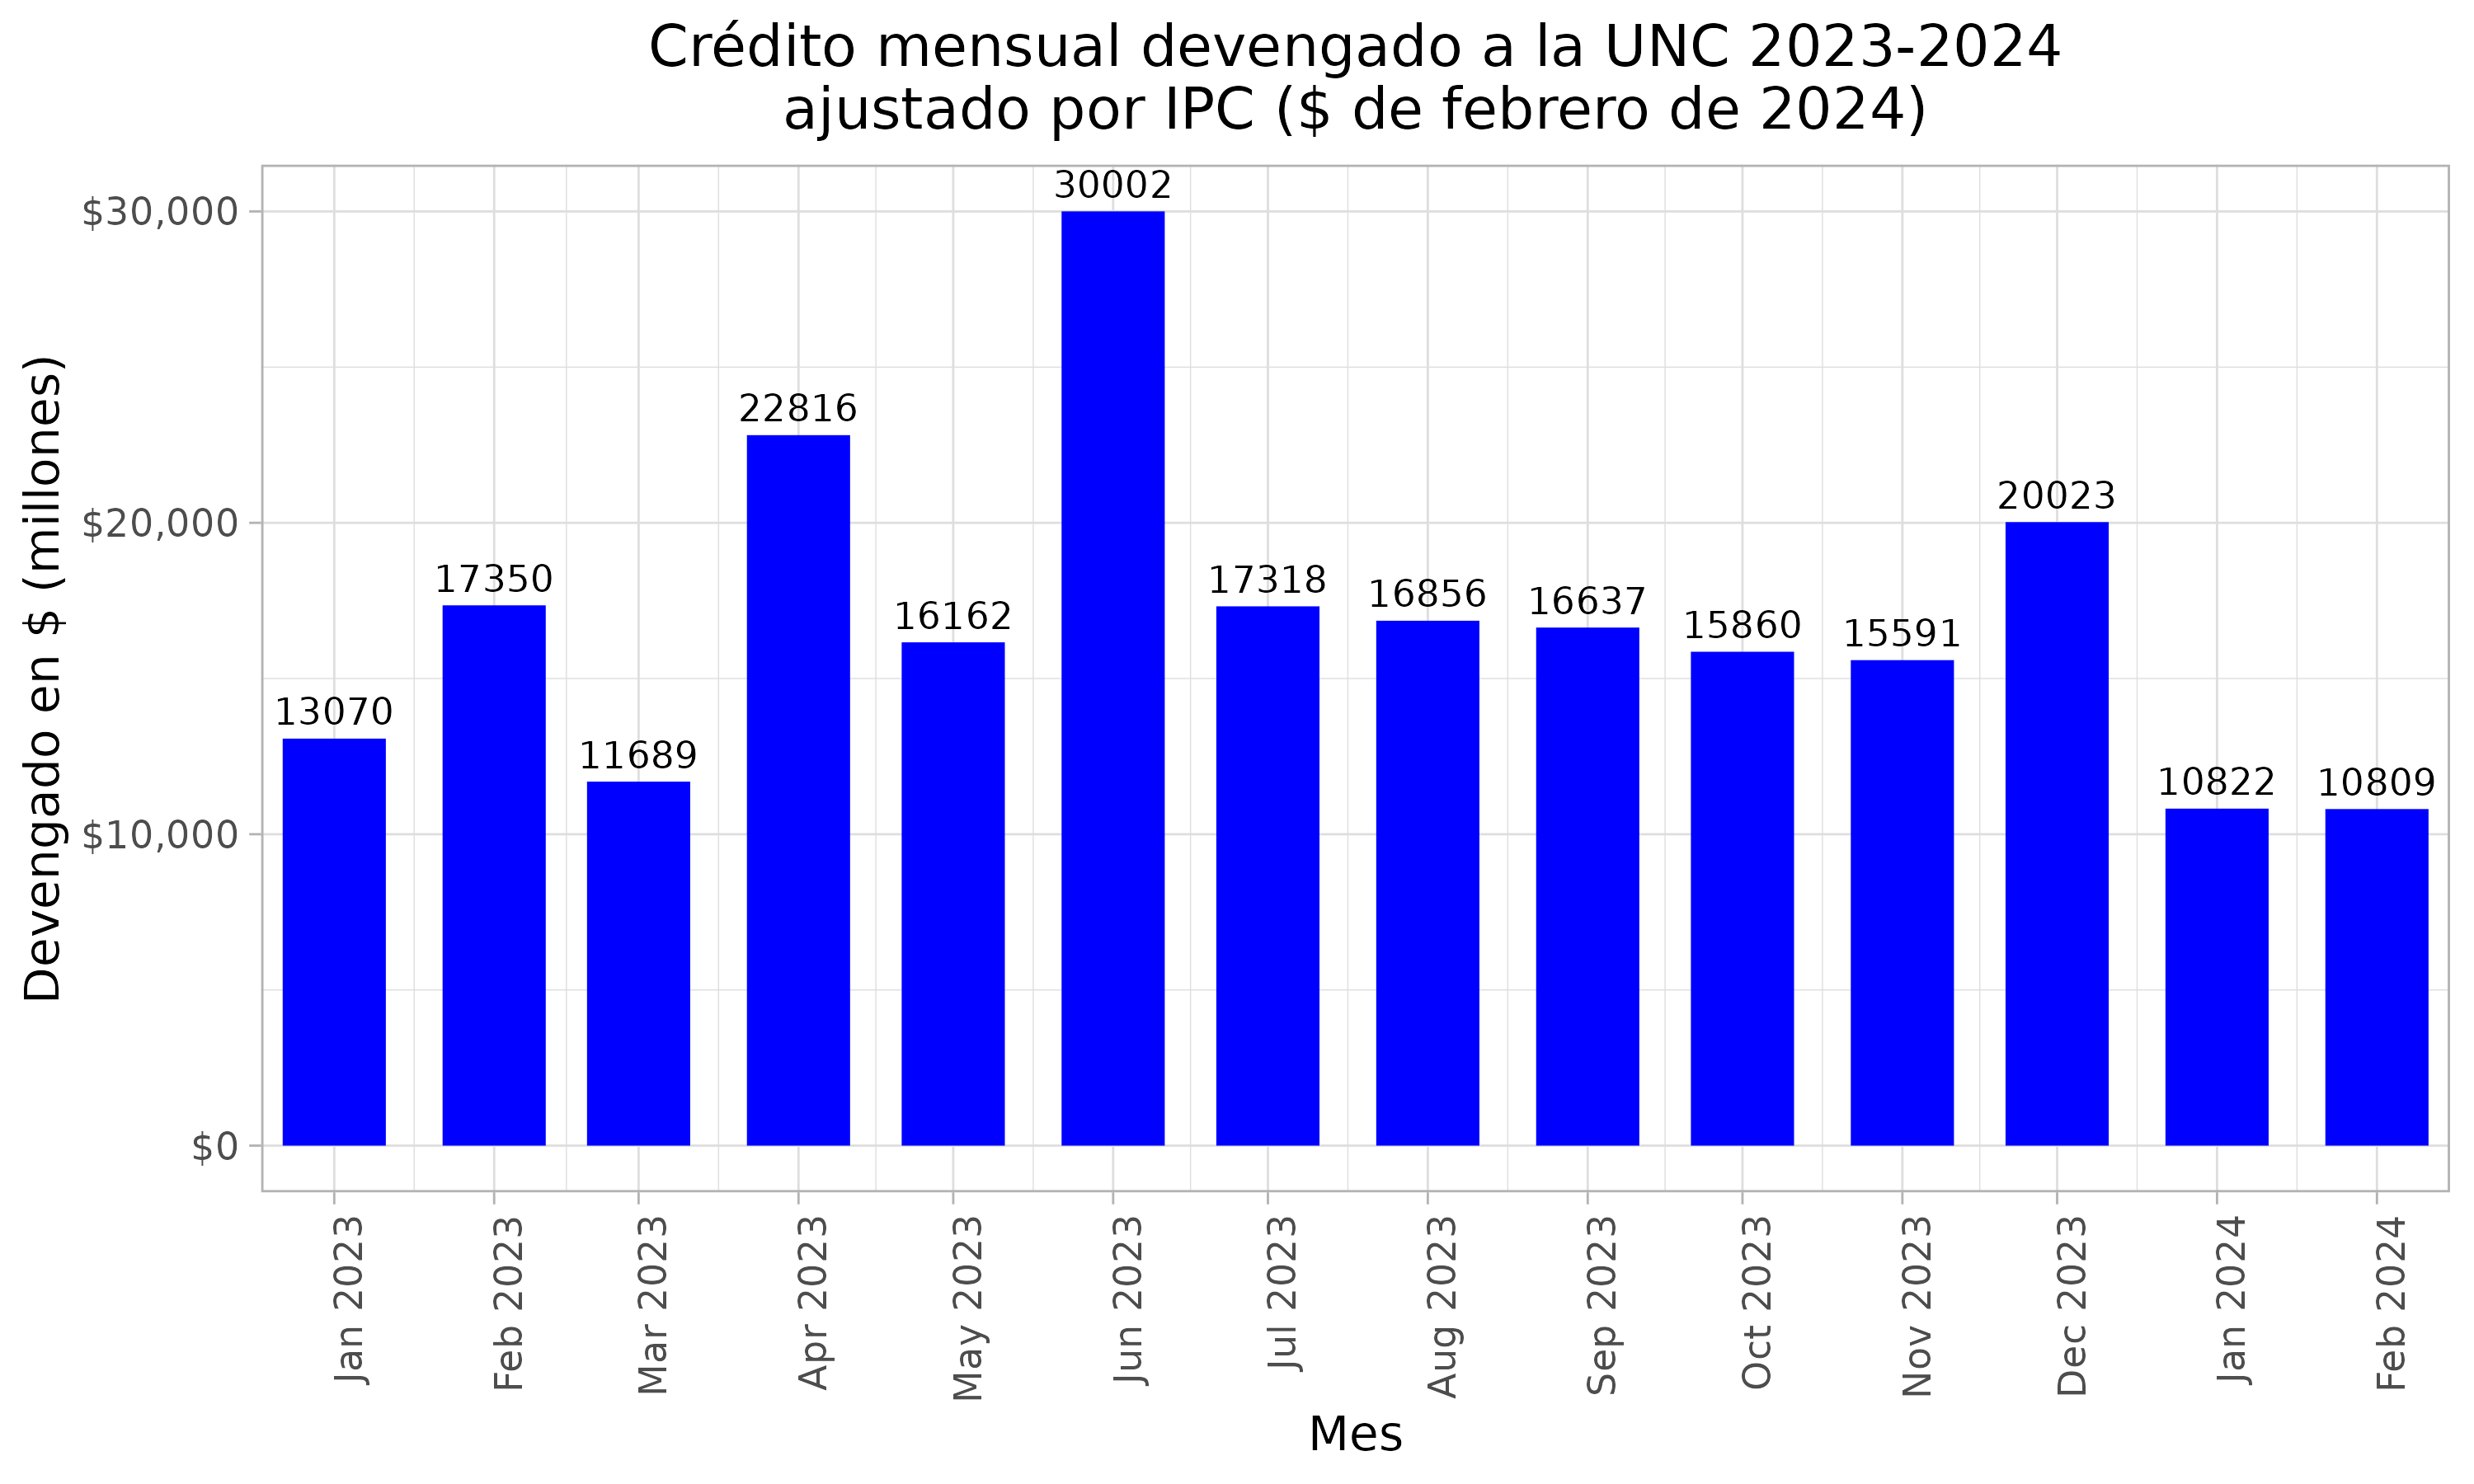 Crédito mensual devengado a la UNC 2023-2024
ajustado por IPC ($ de febrero de 2024)
Devengado en $ (millones)
$30,000
$20,000
$10,000
$0
13070
17350
11689
22816
16162
30002
17318
16856
16637
15860
15591
20023
10822
10809
Jan 2023
Feb 2023
Mar 2023
Apr 2023
May 2023
Jun 2023
Jul 2023
Aug 2023
Sep 2023
Oct 2023
Nov 2023
Dec 2023
Jan 2024
Feb 2024
Mes